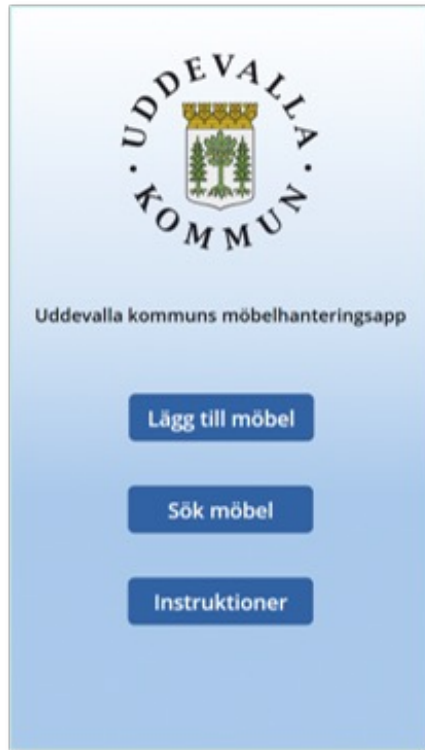 UDDEVALLA
KOMMUN
Uddevalla kommuns möbelhanteringsapp
Lägg till möbel
Sök möbel
Instruktioner